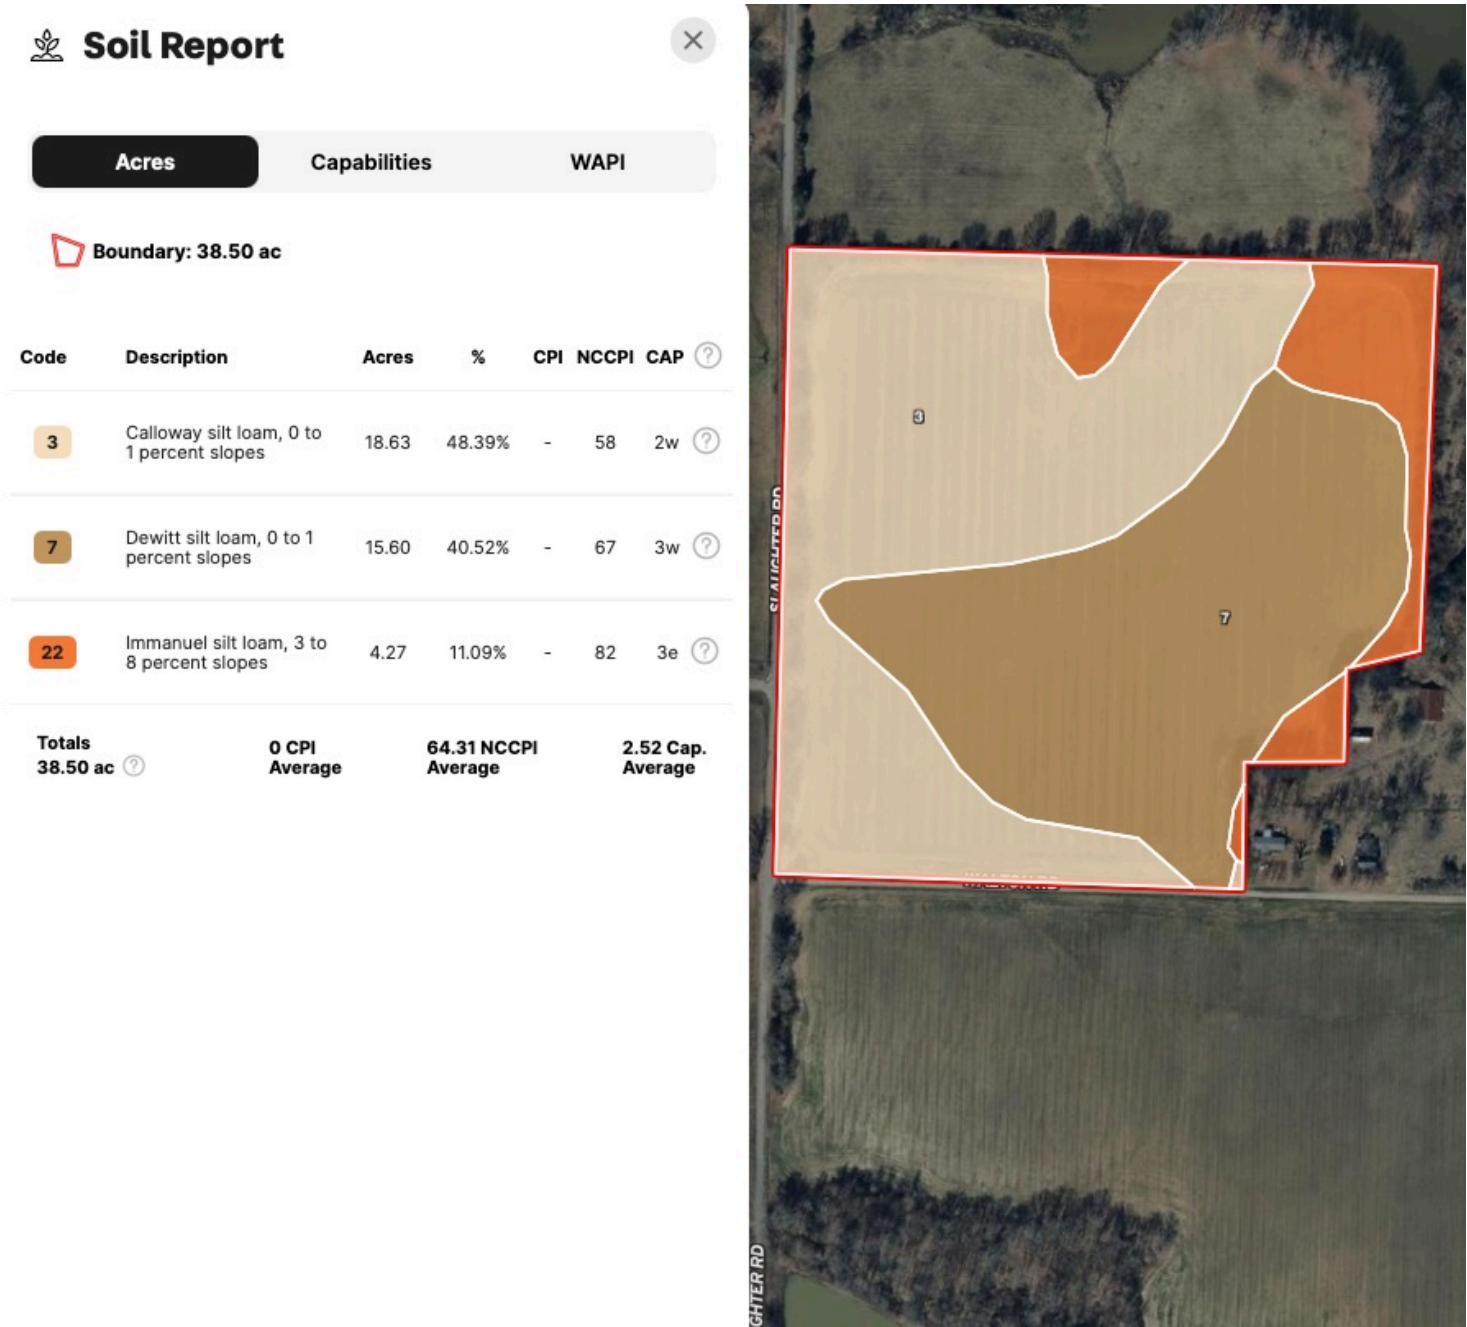 Soil Report
Acres
Capabilities
WAPI
Boundary: 38.50 ac
Code Description Acres % CPI NCCPI CAP ?
3 Calloway silt loam, 0 to 18.63 48.39% - 58 2w ?
1 percent slopes
7 Dewitt silt loam, 0 to 1 15.60 40.52% - 67 3w ?
percent slopes
22 Immanuel silt loam, 3 to 4.27 11.09% - 82 3e ?
8 percent slopes
Totals
38.50 ac ?
0 CPI
Average
64.31 NCCPI
Average
2.52 Cap.
Average
3
7
SLAUGHTER RD
WALTON RD
GHTER RD